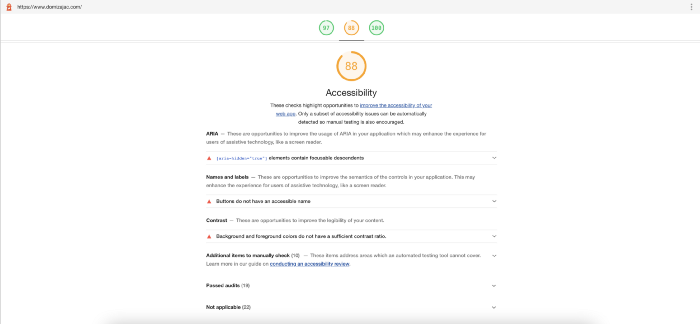 https://www.domizajac.com/
97 88 100
88
Accessibility
These checks highlight opportunities to improve the accessibility of your
web app. Only a subset of accessibility issues can be automatically
detected so manual testing is also encouraged.
ARIA — These are opportunities to improve the usage of ARIA in your application which may enhance the experience for
users of assistive technology, like a screen reader.
[aria-hidden="true"] elements contain focusable descendents
Names and labels — These are opportunities to improve the semantics of the controls in your application. This may
enhance the experience for users of assistive technology, like a screen reader.
Buttons do not have an accessible name
Contrast — These are opportunities to improve the legibility of your content.
Background and foreground colors do not have a sufficient contrast ratio.
Additional items to manually check (10) — These items address areas which an automated testing tool cannot cover.
Learn more in our guide on conducting an accessibility review.
Passed audits (19)
Not applicable (22)